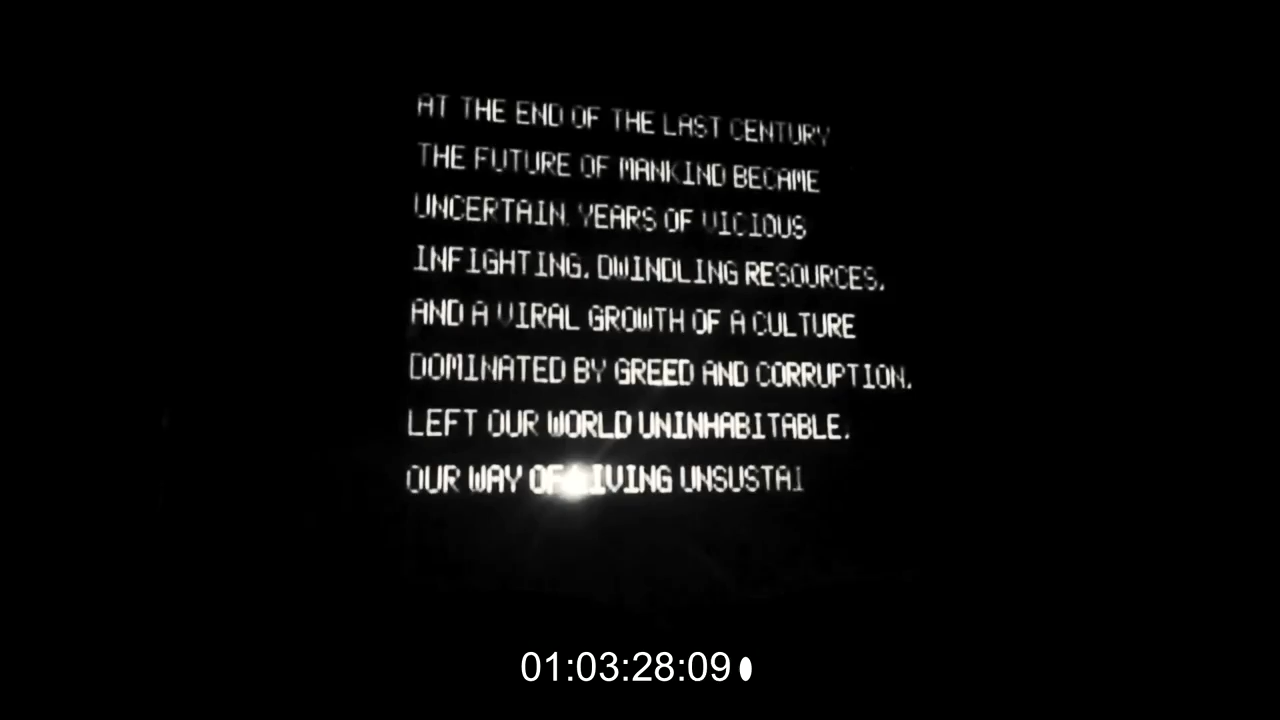 AT THE END OF THE LAST CENTURY
THE FUTURE OF MANKIND BECAME
UNCERTAIN. YEARS OF VICIOUS
INFIGHTING, DWINDLING RESOURCES,
AND A VIRAL GROWTH OF A CULTURE
DOMINATED BY GREED AND CORRUPTION,
LEFT OUR WORLD UNINHABITABLE.
OUR WAY OF LIVING UNSUSTAI
01:03:28:09